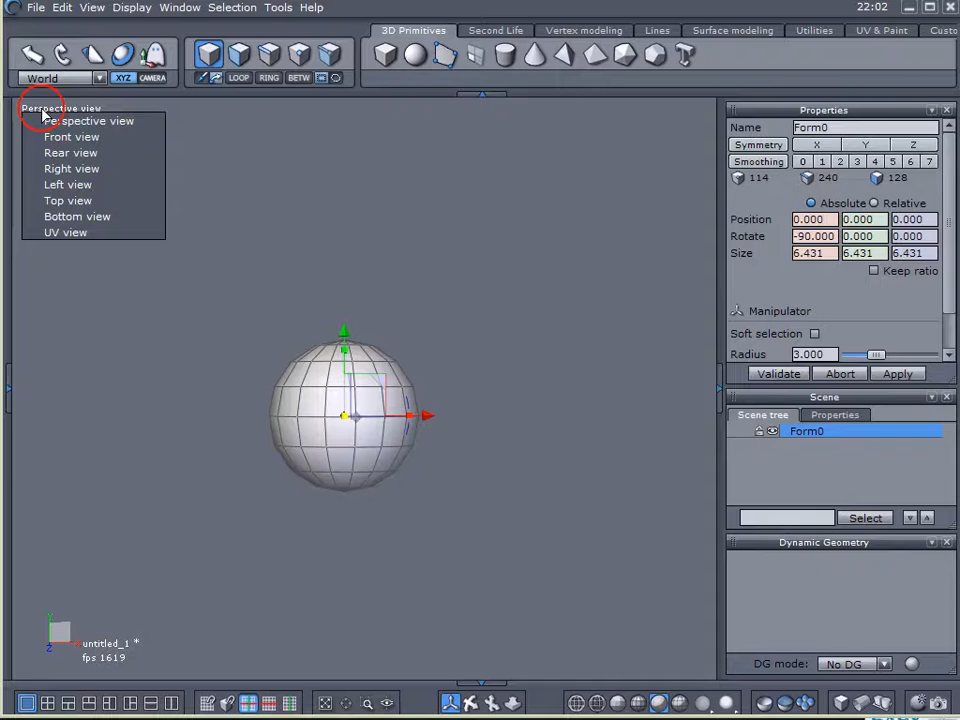 File Edit View Display Window Selection Tools Help 22:02
3D Primitives Second Life Vertex modeling Lines Surface modeling Utilities UV & Paint Custo
World XYZ CAMERA LOOP RING BETW
Perspective view
Perspective view
Front view
Rear view
Right view
Left view
Top view
Bottom view
UV view
Properties
Name Form0
Symmetry X Y Z
Smoothing 0 1 2 3 4 5 6 7
114 240 128
Absolute Relative
Position 0.000 0.000 0.000
Rotate -90.000 0.000 0.000
Size 6.431 6.431 6.431
Keep ratio
Manipulator
Soft selection
Radius 3.000
Validate Abort Apply
Scene
Scene tree Properties
Form0
Select
Dynamic Geometry
DG mode: No DG
Y
Z
untitled_1 *
fps 1619